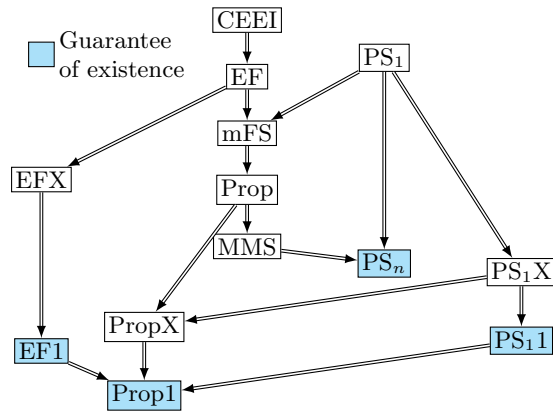 CEEI
Guarantee
of existence
EF
PS₁
mFS
EFX
Prop
MMS
PSₙ
PS₁X
PropX
EF1
PS₁1
Prop1